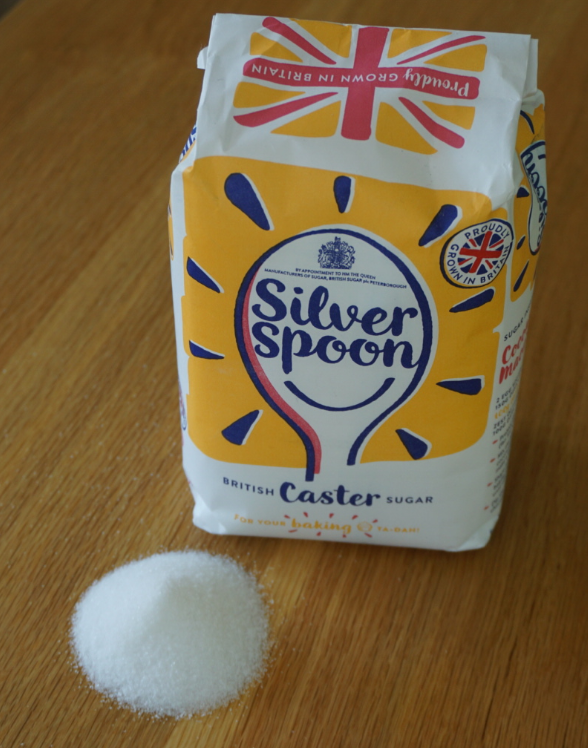 Proudly GROWN IN BRITAIN
PROUDLY
GROWN IN BRITAIN
BY APPOINTMENT TO HM THE QUEEN
MANUFACTURERS OF SUGAR, BRITISH SUGAR plc PETERBOROUGH
Silver
Spoon
BRITISH Caster SUGAR
FOR YOUR baking TA-DAH!
SUGAR